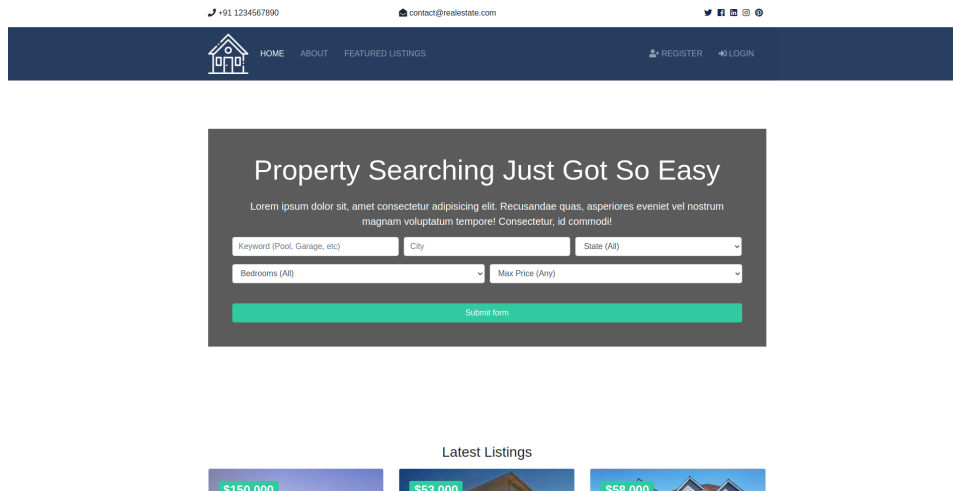 +91 1234567890
contact@realestate.com
HOME
ABOUT
FEATURED LISTINGS
REGISTER
LOGIN
Property Searching Just Got So Easy
Lorem ipsum dolor sit, amet consectetur adipisicing elit. Recusandae quas, asperiores eveniet vel nostrum
magnam voluptatum tempore! Consectetur, id commodi!
Keyword (Pool, Garage, etc)
City
State (All)
Bedrooms (All)
Max Price (Any)
Submit form
Latest Listings
$150,000
$53,000
$58,000